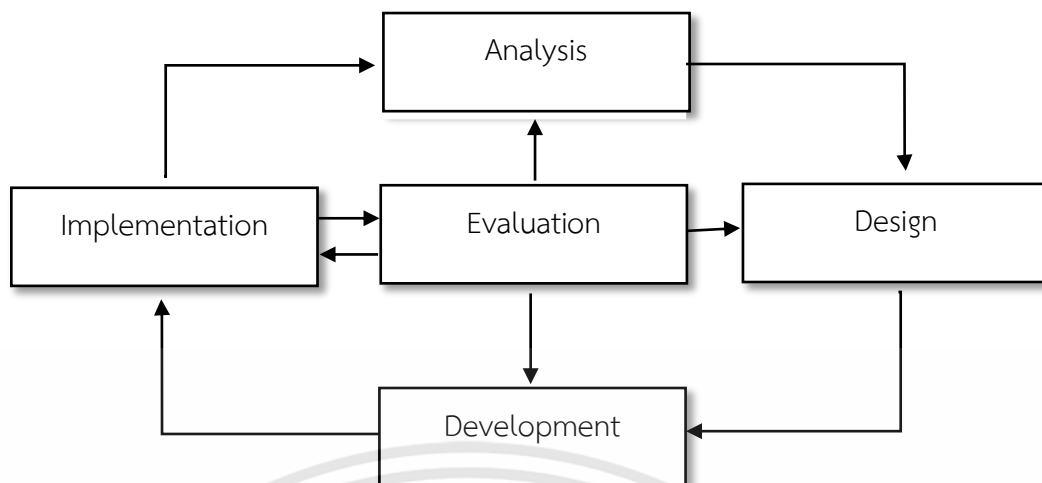 Analysis
Implementation
Evaluation
Design
Development